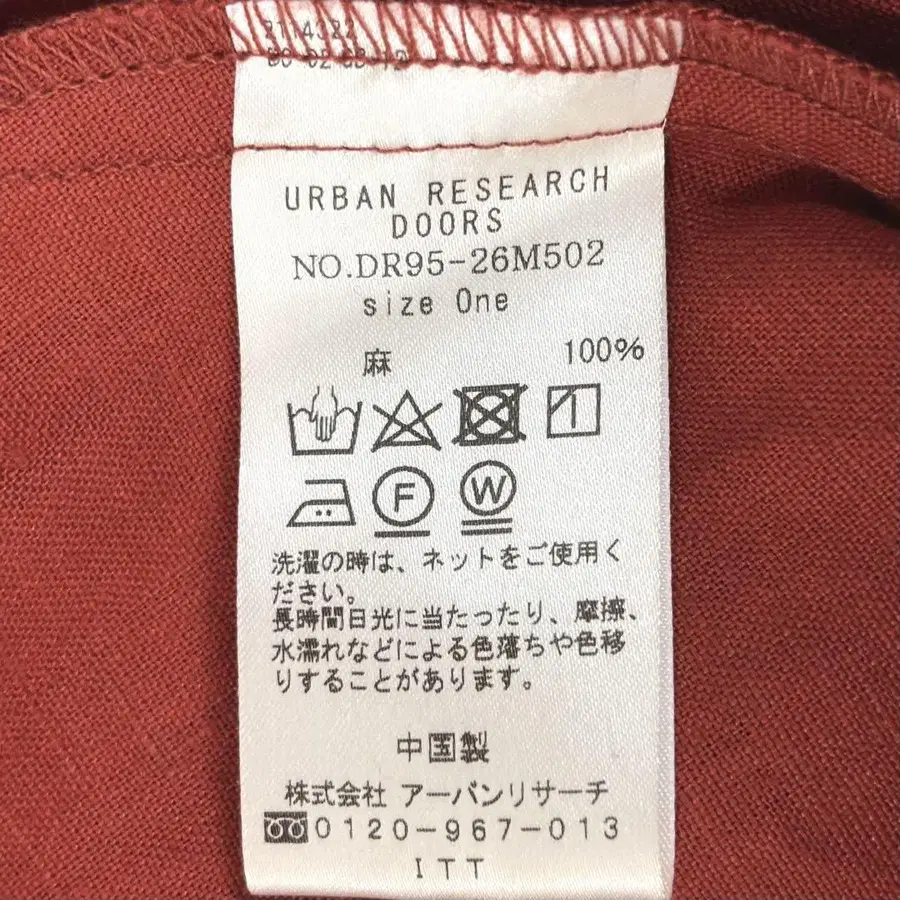 2114322
URBAN RESEARCH
DOORS
NO.DR95-26M502
size One
麻 100%
F W
洗濯の時は、ネットをご使用く
ださい。
長時間日光に当たったり、摩擦、
水濡れなどによる色落ちや色移
りすることがあります。
中国製
株式会社 アーバンリサーチ
0120-967-013
ITT